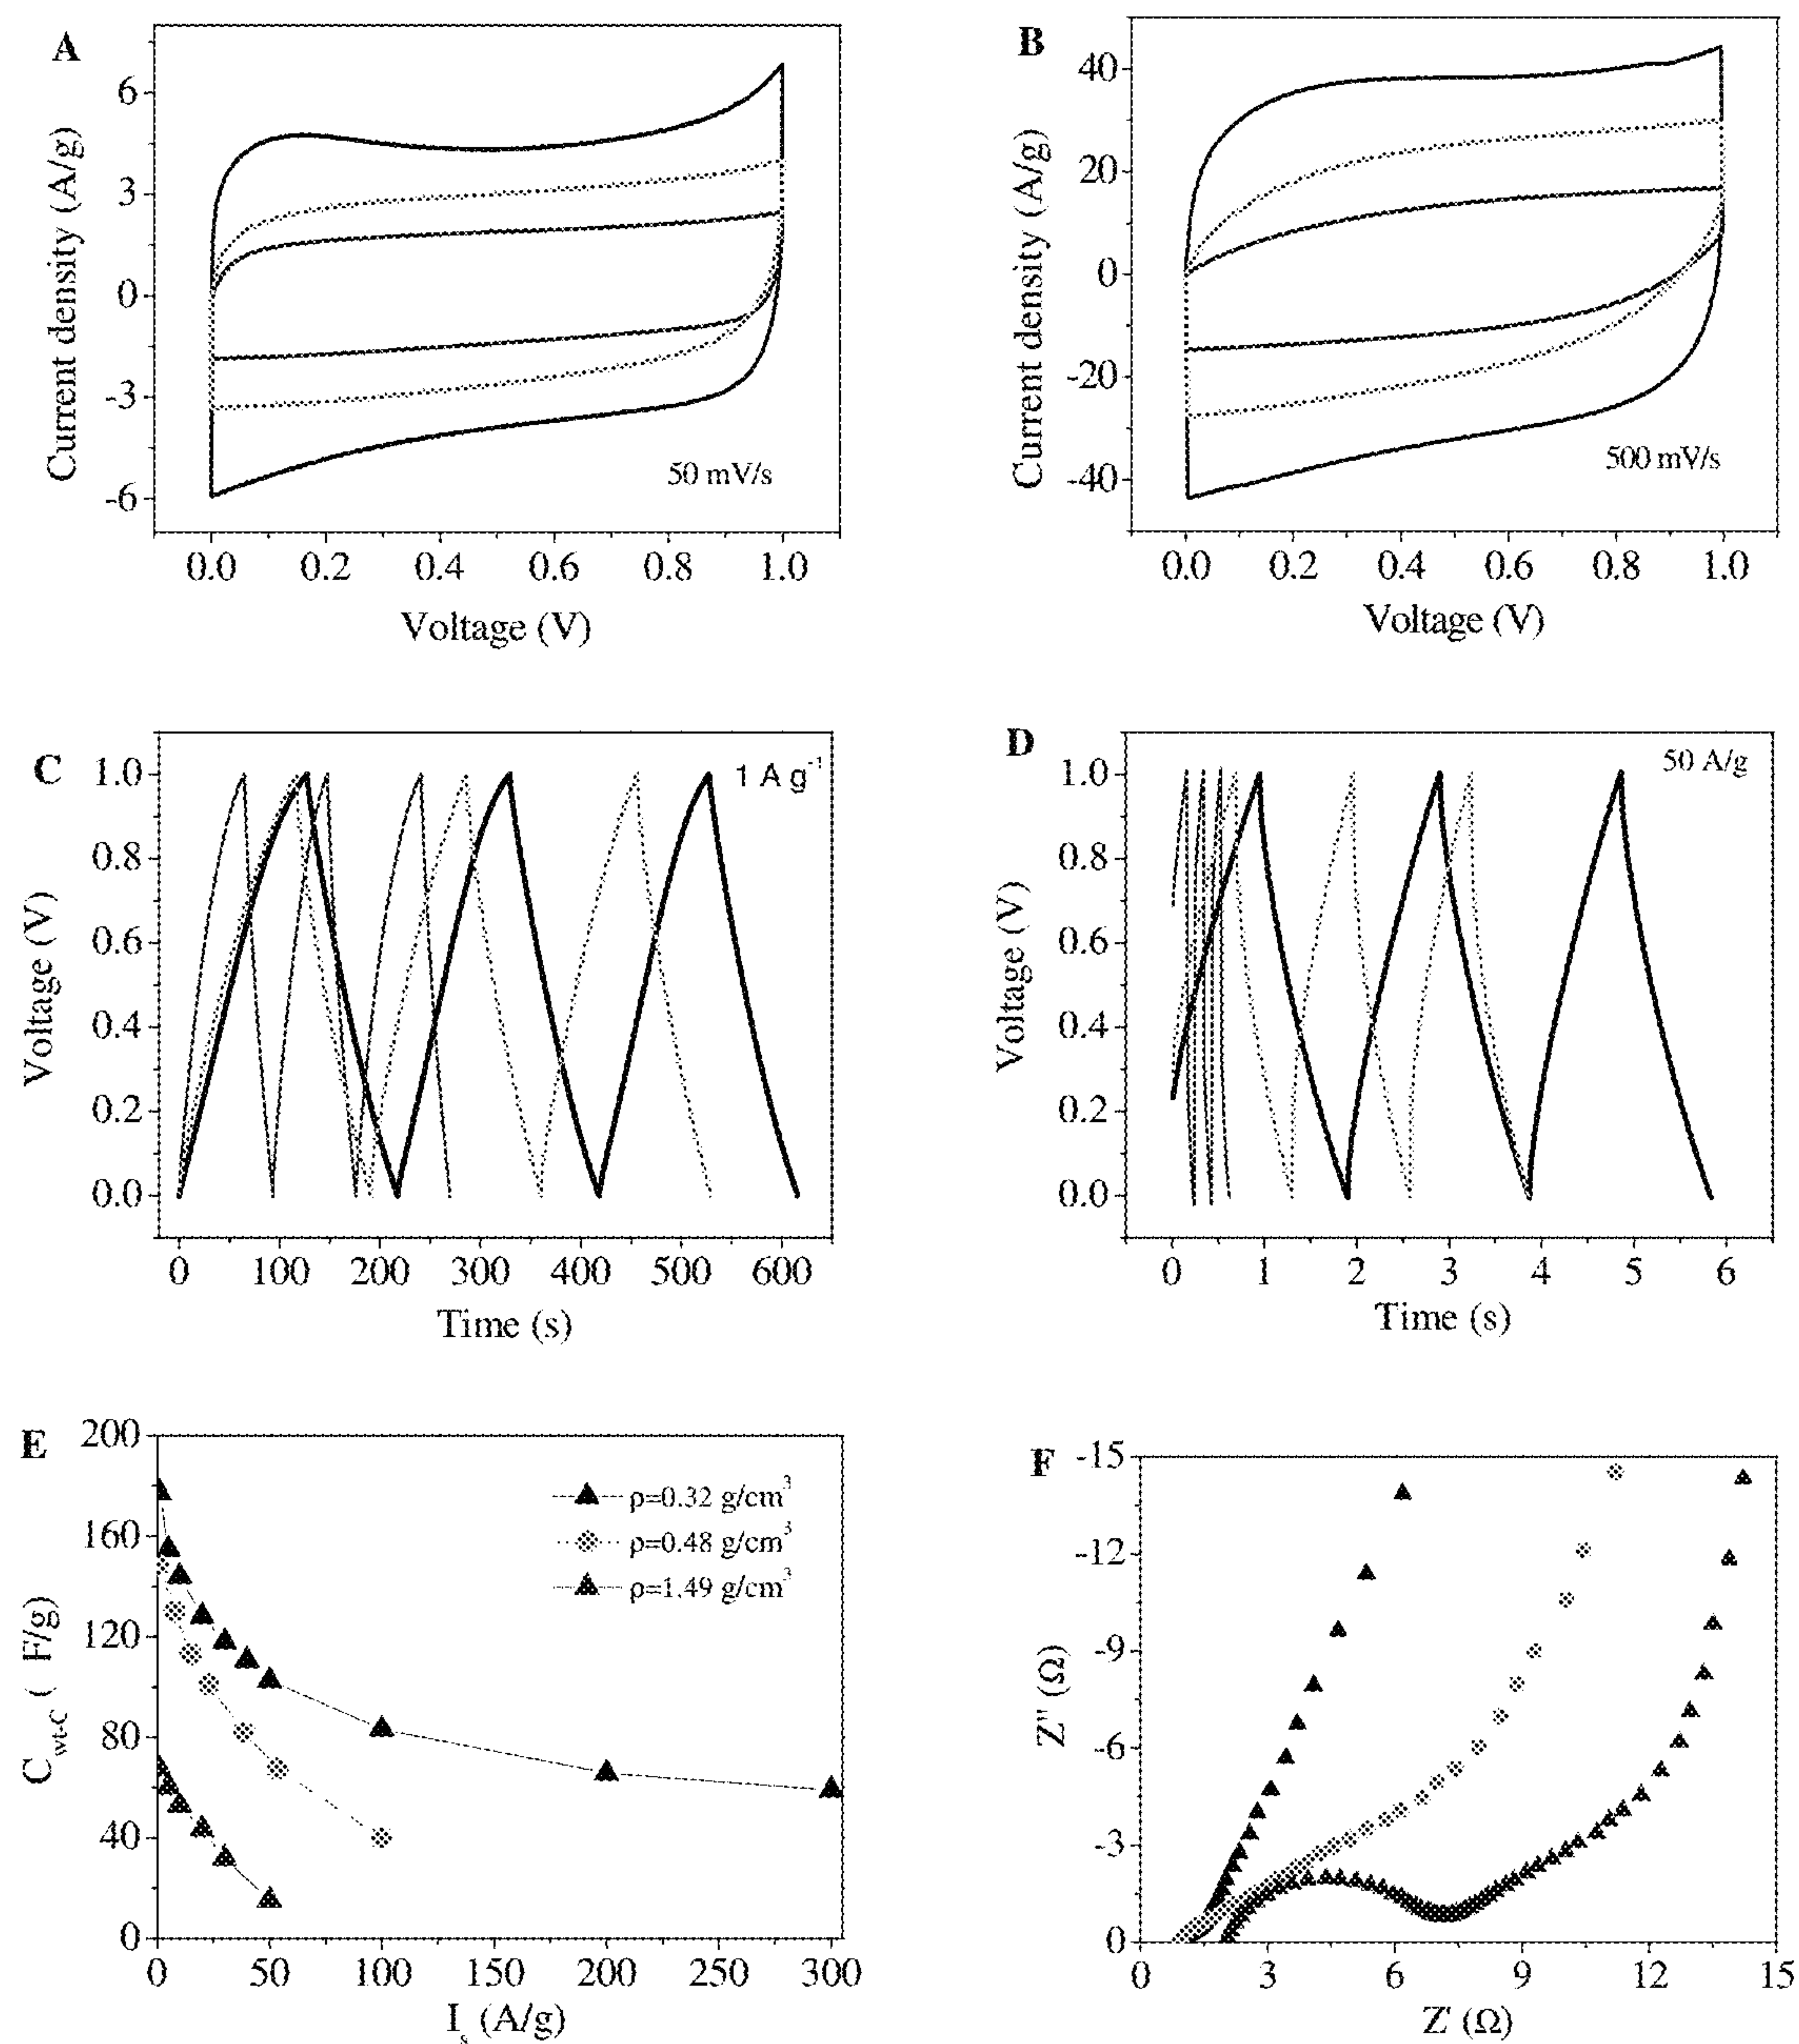 A
6
3
0
-3
-6
Current density (A/g)
50 mV/s
0.0 0.2 0.4 0.6 0.8 1.0
Voltage (V)
B
40
20
0
-20
-40
Current density (A/g)
500 mV/s
0.0 0.2 0.4 0.6 0.8 1.0
Voltage (V)
C
1.0
0.8
0.6
0.4
0.2
0.0
Voltage (V)
1 A g⁻¹
0 100 200 300 400 500 600
Time (s)
D
1.0
0.8
0.6
0.4
0.2
0.0
Voltage (V)
50 A/g
0 1 2 3 4 5 6
Time (s)
E
200
160
120
80
40
0
C_wt-C ( F/g)
ρ=0.32 g/cm³
ρ=0.48 g/cm³
ρ=1.49 g/cm³
0 50 100 150 200 250 300
I_s (A/g)
F
-15
-12
-9
-6
-3
0
Z'' (Ω)
0 3 6 9 12 15
Z (Ω)